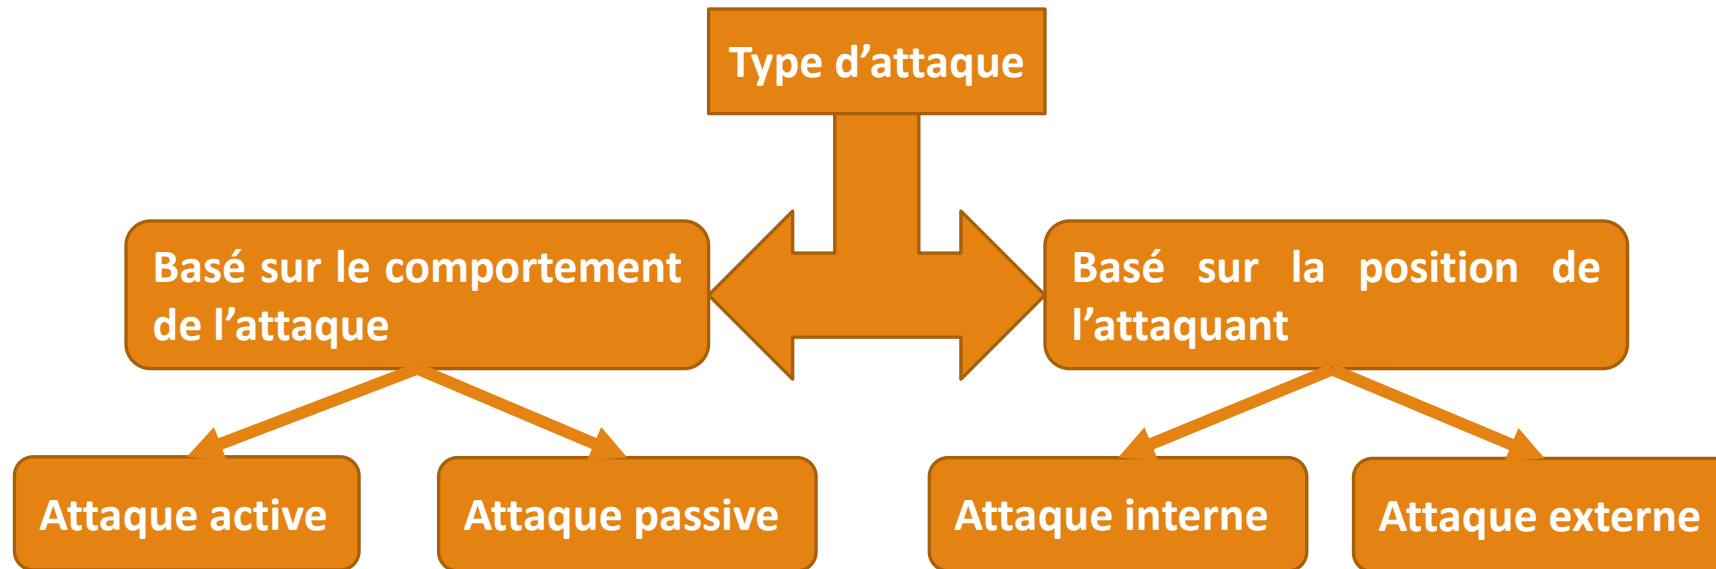 Type d’attaque
Basé sur le comportement
de l’attaque
Basé sur la position de
l’attaquant
Attaque active
Attaque passive
Attaque interne
Attaque externe